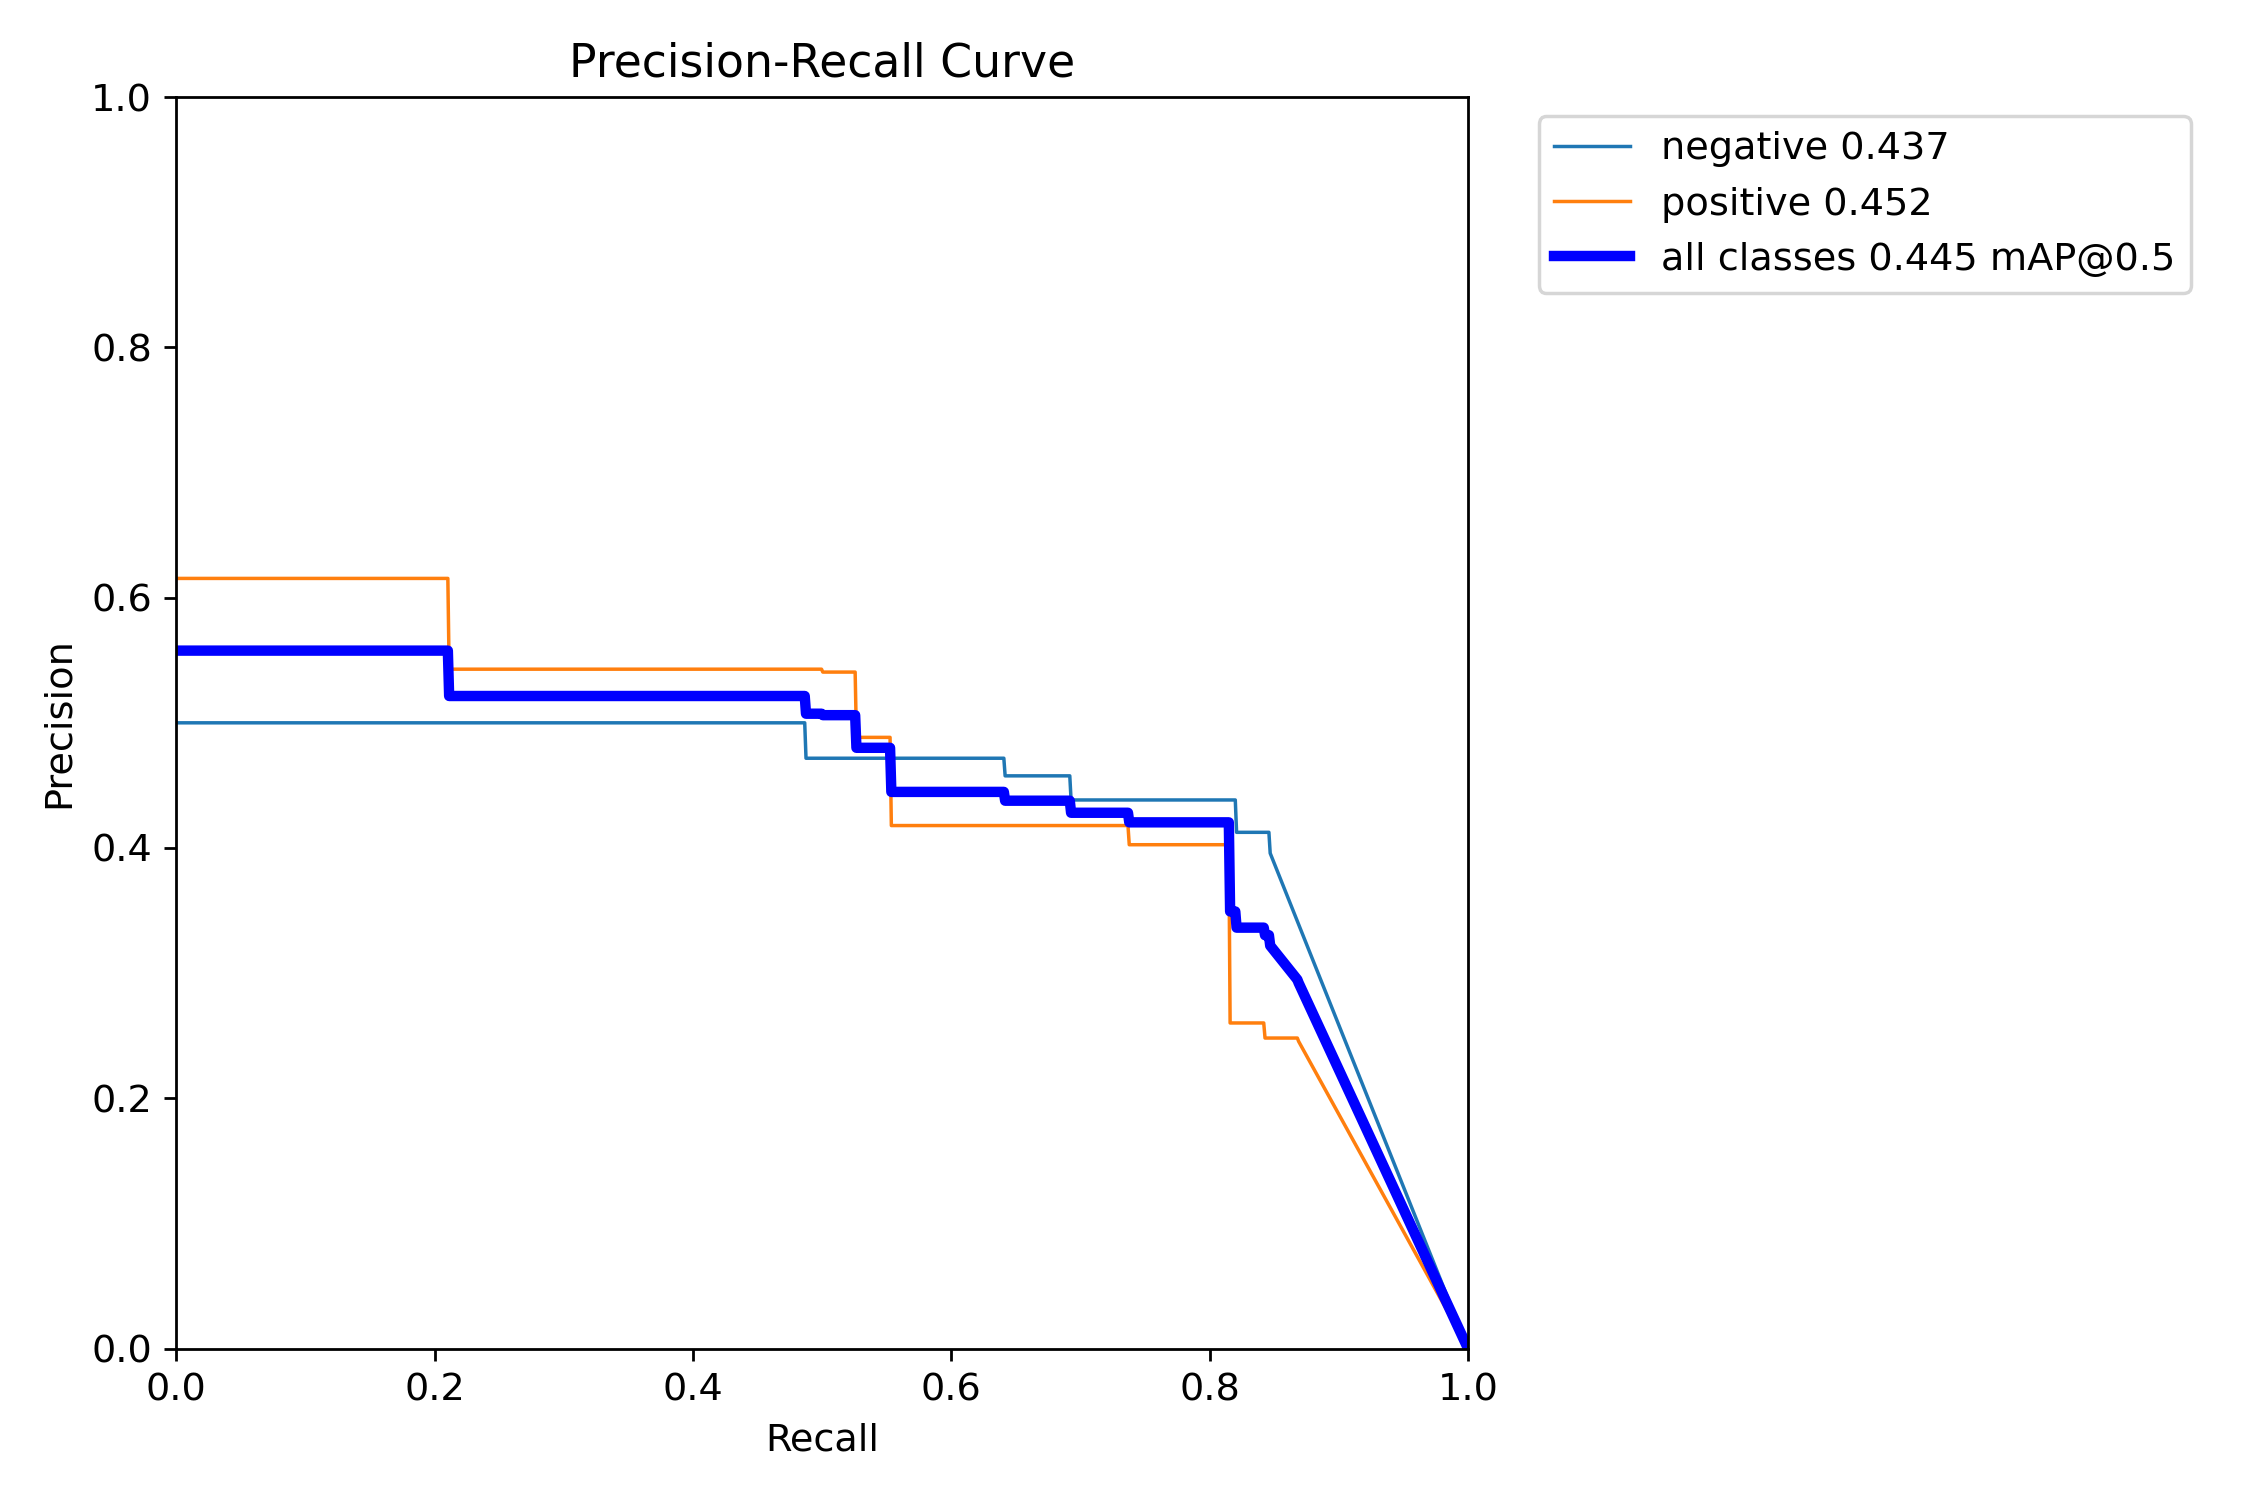 Precision-Recall Curve
1.0
0.8
0.6
0.4
0.2
0.0
Precision
0.0 0.2 0.4 0.6 0.8 1.0
Recall
negative 0.437
positive 0.452
all classes 0.445 mAP@0.5